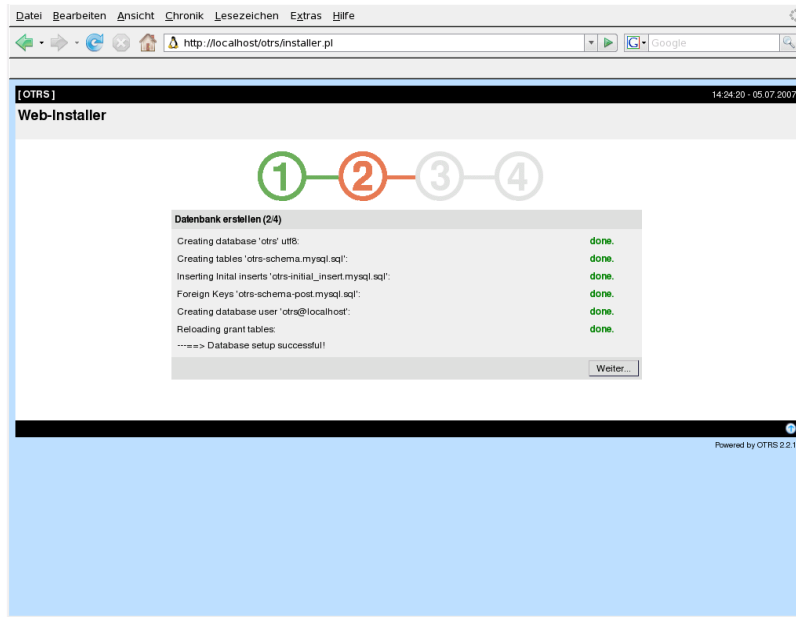 Datei Bearbeiten Ansicht Chronik Lesezeichen Extras Hilfe
http://localhost/otrs/installer.pl G Google
[ OTRS ] 14:24:20 - 05.07.2007
Web-Installer
1 2 3 4
Datenbank erstellen (2/4)
Creating database 'otrs' utf8: done.
Creating tables 'otrs-schema.mysql.sql': done.
Inserting Inital inserts 'otrs-initial_insert.mysql.sql': done.
Foreign Keys 'otrs-schema-post.mysql.sql': done.
Creating database user 'otrs@localhost': done.
Reloading grant tables: done.
---==> Database setup successful!
Weiter...
Powered by OTRS 2.2.1